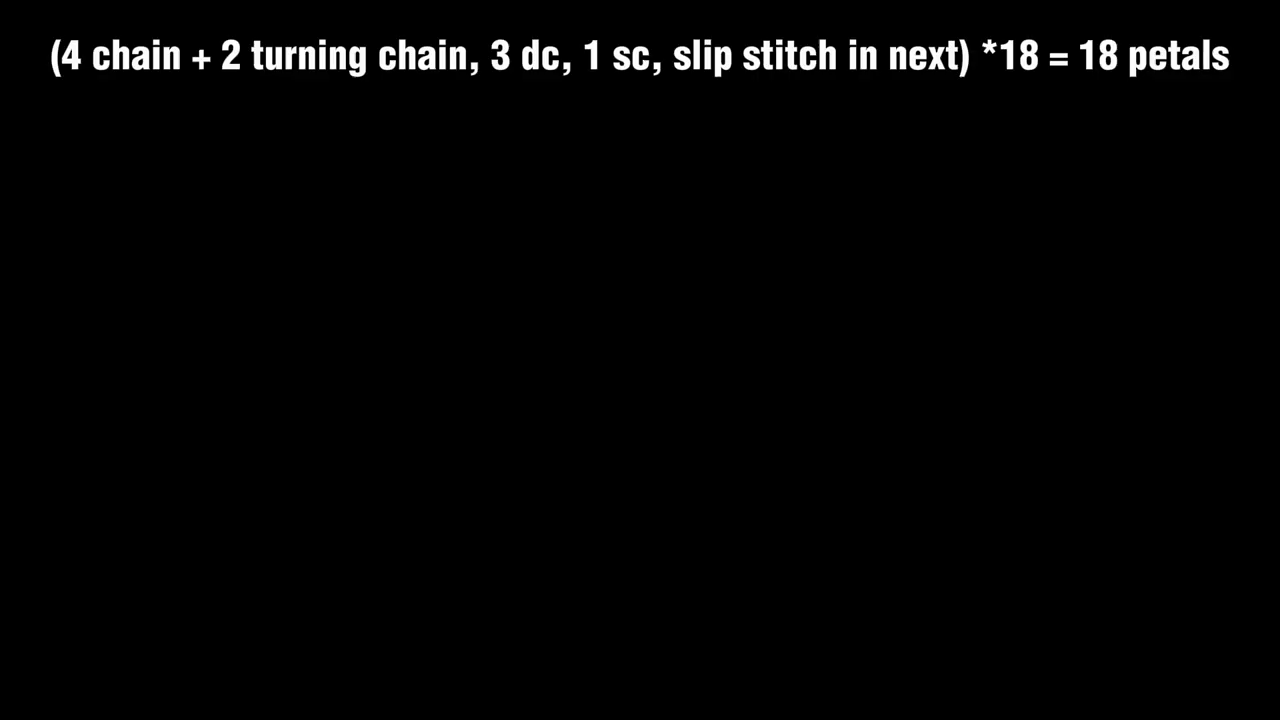 (4 chain + 2 turning chain, 3 dc, 1 sc, slip stitch in next) *18 = 18 petals